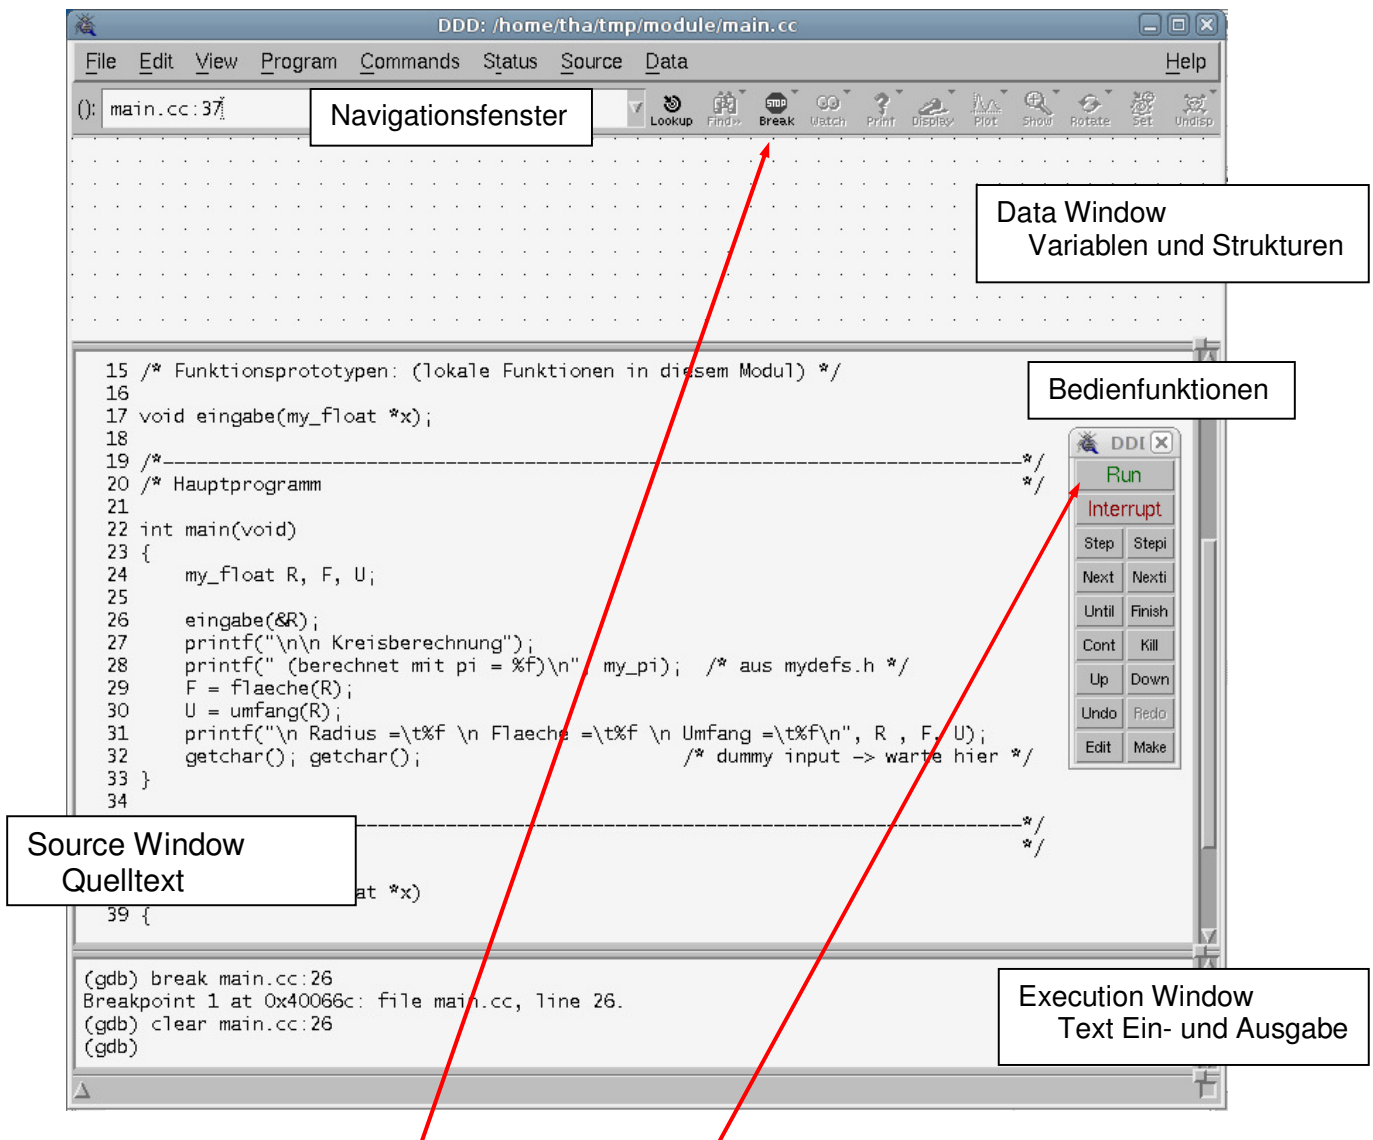 DDD: /home/tha/tmp/module/main.cc
File Edit View Program Commands Status Source Data Help
(): main.cc:37
Navigationsfenster
Lookup Find>> Break Watch Print Display Plot Show Rotate Set Undisp
Data Window
Variablen und Strukturen
15 /* Funktionsprototypen: (lokale Funktionen in diesem Modul) */
16
17 void eingabe(my_float *x);
18
19 /*----------------------------------------------------------------------------*/
20 /* Hauptprogramm */
21
22 int main(void)
23 {
24 my_float R, F, U;
25
26 eingabe(&R);
27 printf("\n\n Kreisberechnung");
28 printf(" (berechnet mit pi = %f)\n", my_pi); /* aus mydefs.h */
29 F = flaeche(R);
30 U = umfang(R);
31 printf("\n Radius =\t%f \n Flaeche =\t%f \n Umfang =\t%f\n", R , F, U);
32 getchar(); getchar(); /* dummy input -> warte hier */
33 }
34
----------------------------------------------------------*/
*/
at *x)
39 {
Bedienfunktionen
DDD
Run
Interrupt
Step Stepi
Next Nexti
Until Finish
Cont Kill
Up Down
Undo Redo
Edit Make
Source Window
Quelltext
(gdb) break main.cc:26
Breakpoint 1 at 0x40066c: file main.cc, line 26.
(gdb) clear main.cc:26
(gdb)
Execution Window
Text Ein- und Ausgabe